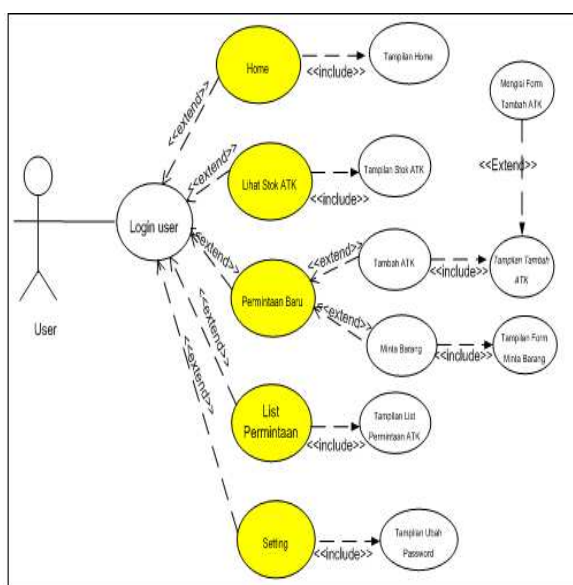 Home
<<extend>>
<<include>>
Tampilan Home
Mengisi Form
Tambah ATK
<<Extend>>
Lihat Stok ATK
<<extend>>
<<include>>
Tampilan Stok ATK
Login user
User
<<extend>>
Permintaan Baru
<<extend>>
Tambah ATK
<<include>>
Tampilan Tambah
ATK
<<extend>>
Minta Barang
<<include>>
Tampilan Form
Minta Barang
<<extend>>
List
Permintaan
<<include>>
Tampilan List
Permintaan ATK
<<extend>>
Setting
<<include>>
Tampilan Ubah
Password